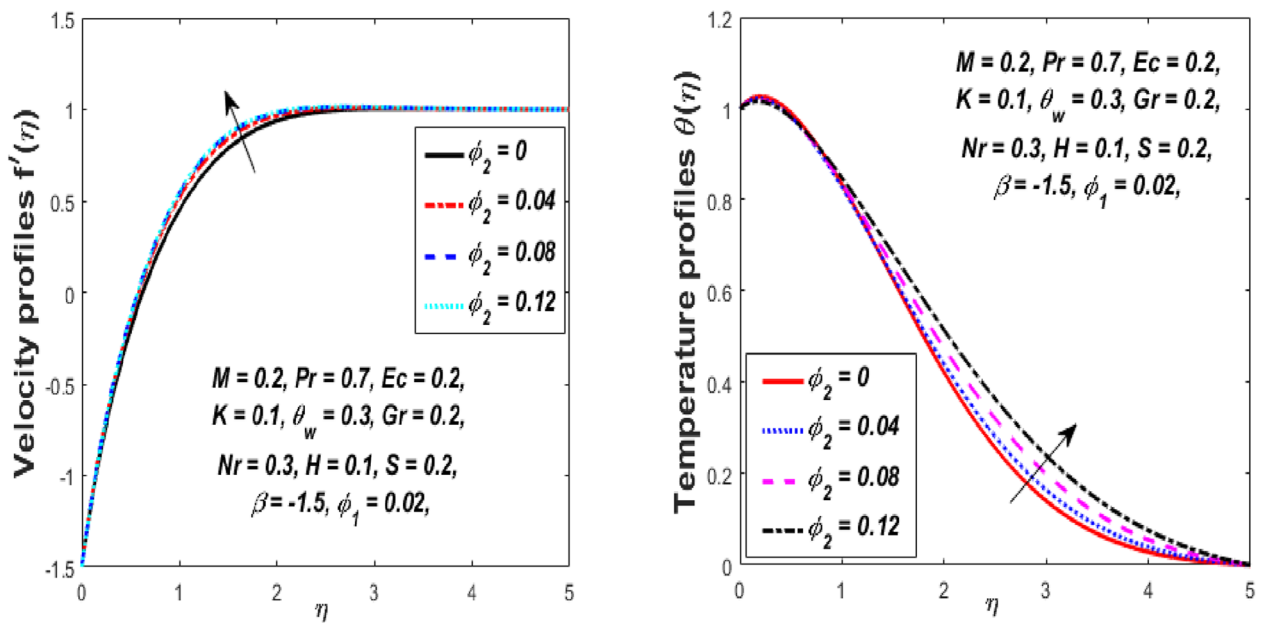 Velocity profiles f′(η)
1.5
1
0.5
0
-0.5
-1
-1.5
0 1 2 3 4 5
η
ϕ₂ = 0
ϕ₂ = 0.04
ϕ₂ = 0.08
ϕ₂ = 0.12
M = 0.2, Pr = 0.7, Ec = 0.2,
K = 0.1, θ_w = 0.3, Gr = 0.2,
Nr = 0.3, H = 0.1, S = 0.2,
β = -1.5, ϕ₁ = 0.02,
Temperature profiles θ(η)
1.2
1
0.8
0.6
0.4
0.2
0
0 1 2 3 4 5
η
M = 0.2, Pr = 0.7, Ec = 0.2,
K = 0.1, θ_w = 0.3, Gr = 0.2,
Nr = 0.3, H = 0.1, S = 0.2,
β = -1.5, ϕ₁ = 0.02,
ϕ₂ = 0
ϕ₂ = 0.04
ϕ₂ = 0.08
ϕ₂ = 0.12